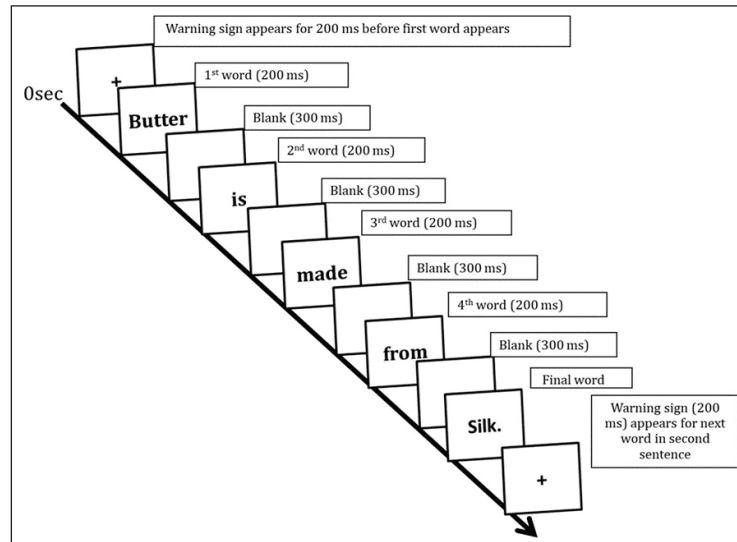 Warning sign appears for 200 ms before first word appears
+
0sec
1st word (200 ms)
Butter
Blank (300 ms)
2nd word (200 ms)
is
Blank (300 ms)
3rd word (200 ms)
made
Blank (300 ms)
4th word (200 ms)
from
Blank (300 ms)
Final word
Silk.
Warning sign (200
ms) appears for next
word in second
sentence
+